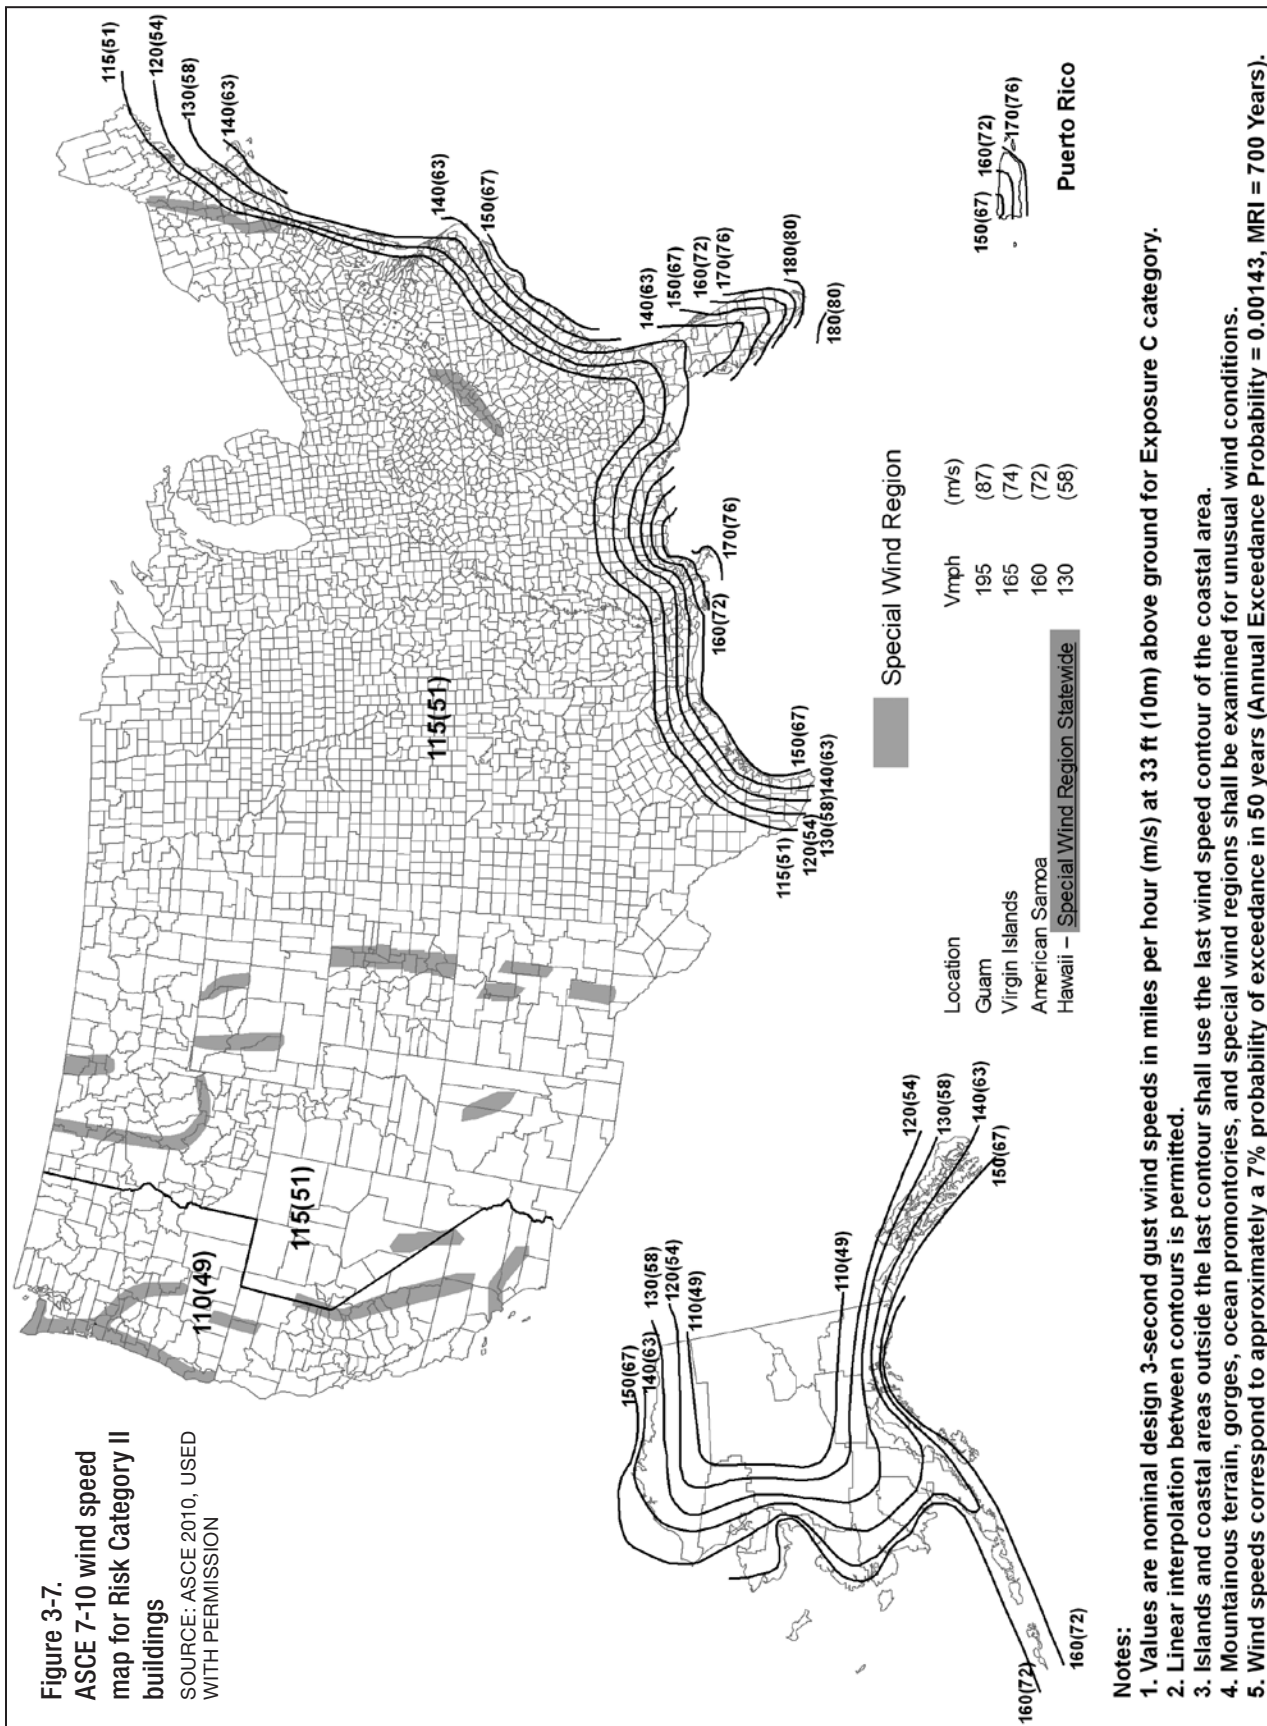 Figure 3-7.
ASCE 7-10 wind speed
map for Risk Category II
buildings
SOURCE: ASCE 2010, USED
WITH PERMISSION
115(51)
120(54)
130(58)
140(63)
140(63)
150(67)
140(63)
150(67)
160(72)
170(76)
180(80)
180(80)
110(49)
115(51)
115(51)
170(76)
160(72)
150(67)
140(63)
130(58)
120(54)
115(51)
150(67)
160(72)
170(76)
Puerto Rico
Special Wind Region
Location Vmph (m/s)
Guam 195 (87)
Virgin Islands 165 (74)
American Samoa 160 (72)
Hawaii – Special Wind Region Statewide 130 (58)
150(67)
140(63)
130(58)
120(54)
110(49)
110(49)
120(54)
130(58)
140(63)
150(67)
160(72)
160(72)
Notes:
1. Values are nominal design 3-second gust wind speeds in miles per hour (m/s) at 33 ft (10m) above ground for Exposure C category.
2. Linear interpolation between contours is permitted.
3. Islands and coastal areas outside the last contour shall use the last wind speed contour of the coastal area.
4. Mountainous terrain, gorges, ocean promontories, and special wind regions shall be examined for unusual wind conditions.
5. Wind speeds correspond to approximately a 7% probability of exceedance in 50 years (Annual Exceedance Probability = 0.00143, MRI = 700 Years).